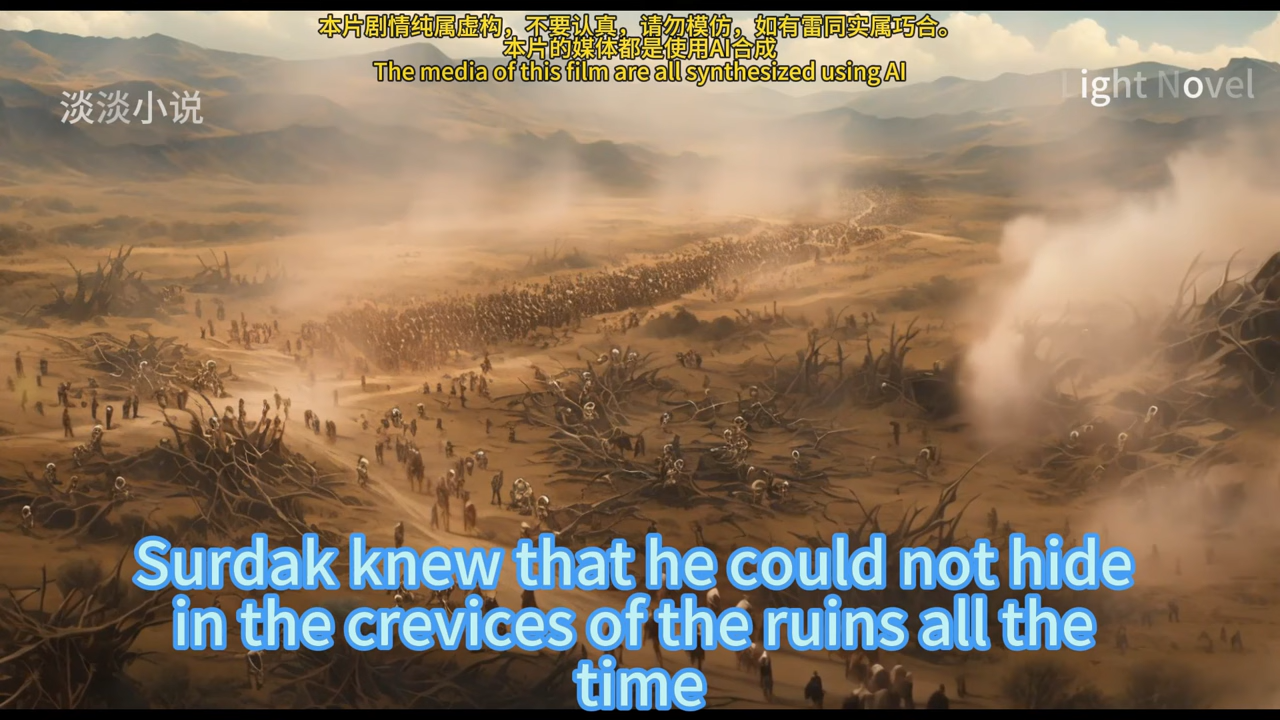 本片剧情纯属虚构，不要认真，请勿模仿，如有雷同实属巧合。
本片的媒体都是使用AI合成
The media of this film are all synthesized using AI
淡淡小说
Light Novel
Surdak knew that he could not hide
in the crevices of the ruins all the
time